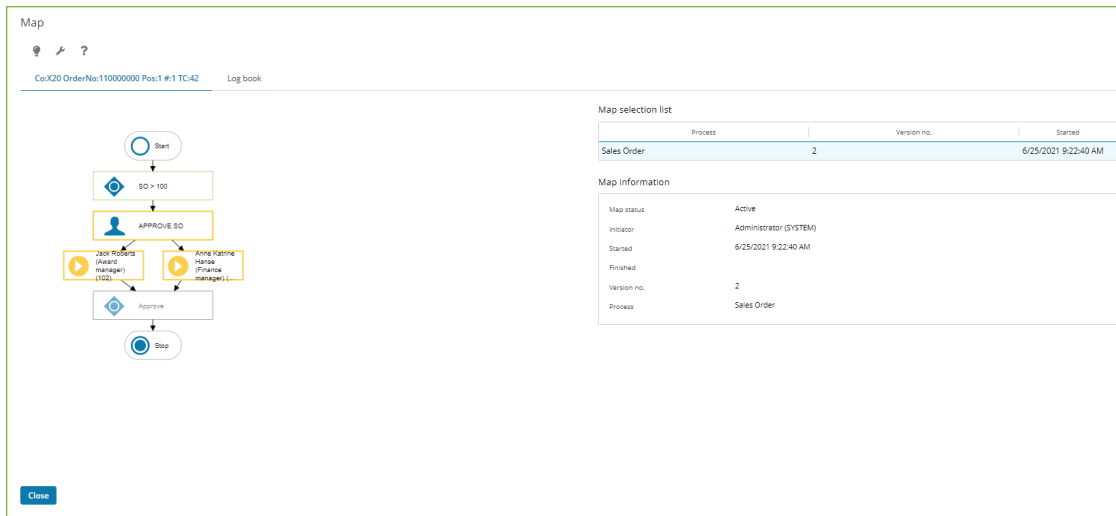 Map
?
Co:X20 OrderNo:110000000 Pos:1 #:1 TC:42 Log book
Start
SO > 100
APPROVE SO
Jack Roberts
(Award
manager)
(102)
Anne Katrine
Hanse
(Finance
manager) (...
Approve
Stop
Map selection list
Process Version no. Started
Sales Order 2 6/25/2021 9:22:40 AM
Map information
Map status Active
Initiator Administrator (SYSTEM)
Started 6/25/2021 9:22:40 AM
Finished
Version no. 2
Process Sales Order
Close